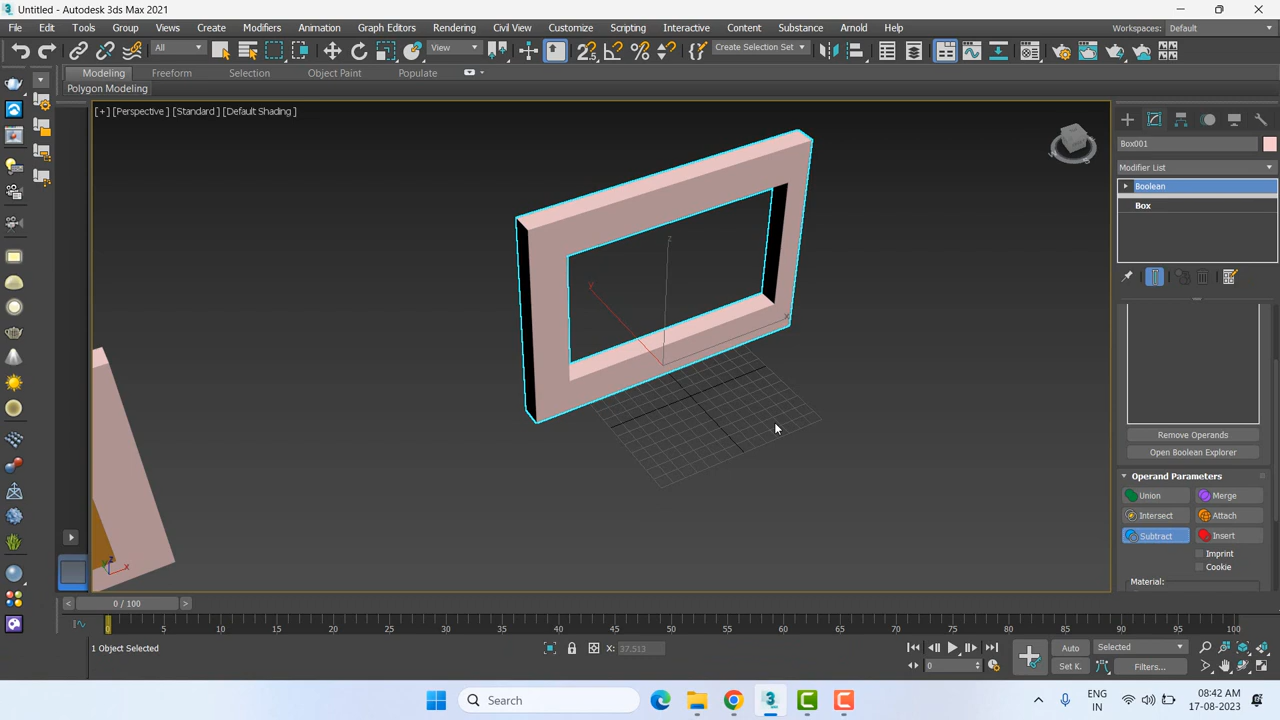 Untitled - Autodesk 3ds Max 2021
File Edit Tools Group Views Create Modifiers Animation Graph Editors Rendering Civil View Customize Scripting Interactive Content Substance Arnold Help Workspaces: Default
All View Create Selection Set
Modeling Freeform Selection Object Paint Populate
Polygon Modeling
[+] [Perspective ] [Standard ] [Default Shading ]
Box001
Modifier List
Boolean
Box
Remove Operands
Open Boolean Explorer
Operand Parameters
Union Merge
Intersect Attach
Subtract Insert
Imprint
Cookie
Material:
0 / 100
0 5 10 15 20 25 30 35 40 45 50 55 60 65 70 75 80 85 90 95 100
1 Object Selected X: 37.513 Auto Selected
0 Set K. Filters...
Search
ENG
IN
08:42 AM
17-08-2023